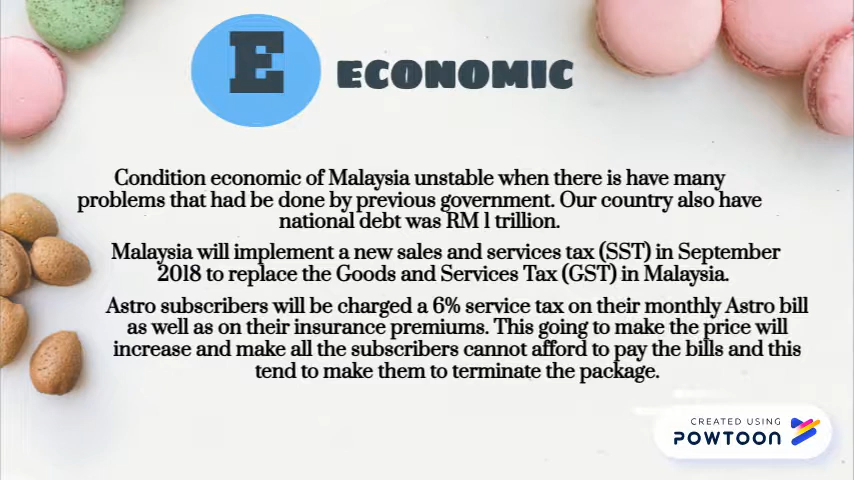 E
ECONOMIC
Condition economic of Malaysia unstable when there is have many
problems that had be done by previous government. Our country also have
national debt was RM 1 trillion.
Malaysia will implement a new sales and services tax (SST) in September
2018 to replace the Goods and Services Tax (GST) in Malaysia.
Astro subscribers will be charged a 6% service tax on their monthly Astro bill
as well as on their insurance premiums. This going to make the price will
increase and make all the subscribers cannot afford to pay the bills and this
tend to make them to terminate the package.
CREATED USING
POWTOON